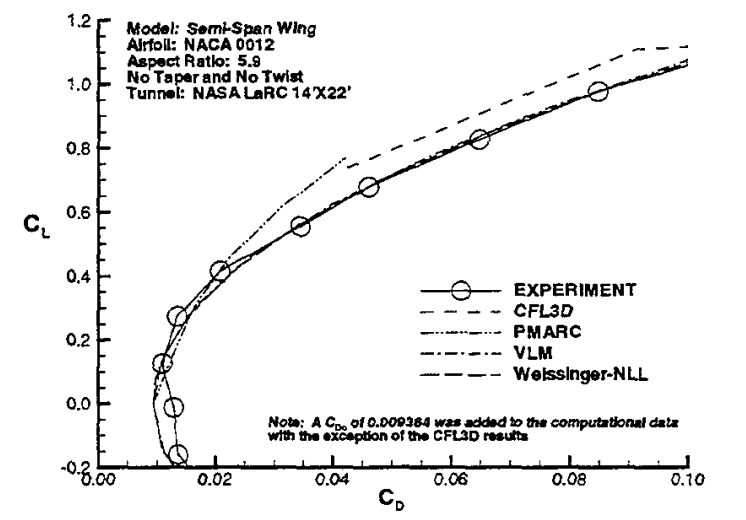 1.2
Model: Semi-Span Wing
Airfoil: NACA 0012
Aspect Ratio: 5.9
No Taper and No Twist
Tunnel: NASA LaRC 14'X22'
1.0
0.8
0.6
C_L
0.4
EXPERIMENT
CFL3D
PMARC
VLM
Weissinger-NLL
0.2
0.0
Note: A C_Do of 0.009364 was added to the computational data
with the exception of the CFL3D results
-0.2
0.00 0.02 0.04 0.06 0.08 0.10
C_D